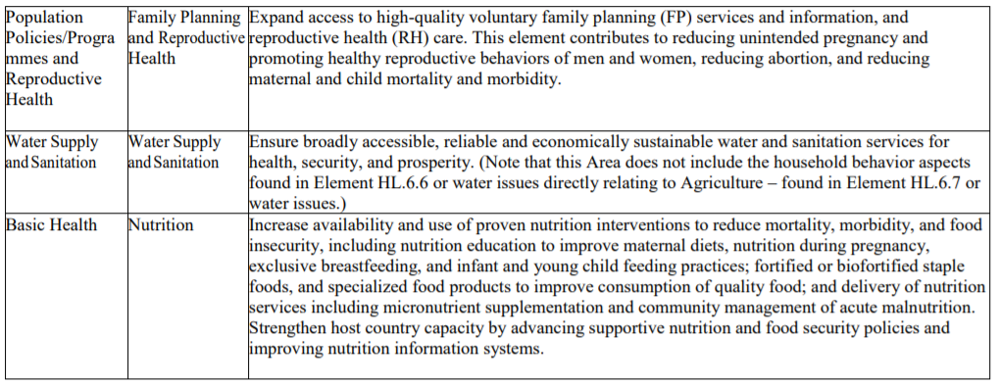 Population
Policies/Progra
mmes and
Reproductive
Health
Family Planning
and Reproductive
Health
Expand access to high-quality voluntary family planning (FP) services and information, and
reproductive health (RH) care. This element contributes to reducing unintended pregnancy and
promoting healthy reproductive behaviors of men and women, reducing abortion, and reducing
maternal and child mortality and morbidity.
Water Supply
and Sanitation
Water Supply
and Sanitation
Ensure broadly accessible, reliable and economically sustainable water and sanitation services for
health, security, and prosperity. (Note that this Area does not include the household behavior aspects
found in Element HL.6.6 or water issues directly relating to Agriculture – found in Element HL.6.7 or
water issues.)
Basic Health
Nutrition
Increase availability and use of proven nutrition interventions to reduce mortality, morbidity, and food
insecurity, including nutrition education to improve maternal diets, nutrition during pregnancy,
exclusive breastfeeding, and infant and young child feeding practices; fortified or biofortified staple
foods, and specialized food products to improve consumption of quality food; and delivery of nutrition
services including micronutrient supplementation and community management of acute malnutrition.
Strengthen host country capacity by advancing supportive nutrition and food security policies and
improving nutrition information systems.